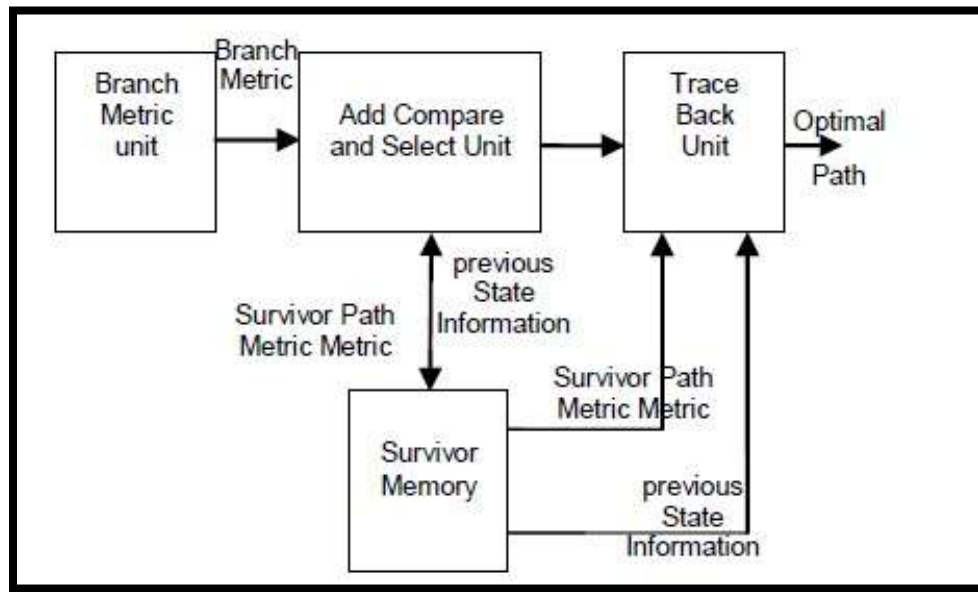 Branch
Metric
unit
Branch
Metric
Add Compare
and Select Unit
Trace
Back
Unit
Optimal
Path
previous
State
Information
Survivor Path
Metric Metric
Survivor Path
Metric Metric
Survivor
Memory
previous
State
Information